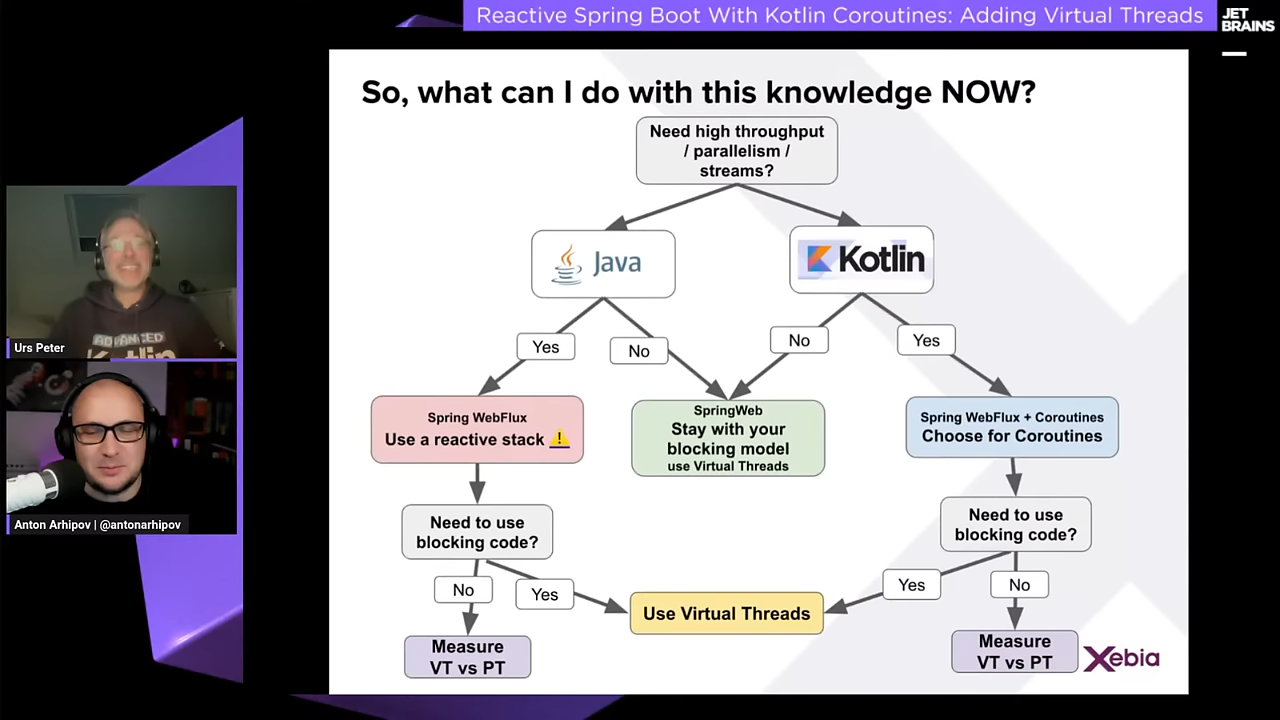 Reactive Spring Boot With Kotlin Coroutines: Adding Virtual Threads
JET
BRAINS
So, what can I do with this knowledge NOW?
Need high throughput
/ parallelism /
streams?
Java
Kotlin
Yes
No
No
Yes
Spring WebFlux
Use a reactive stack
SpringWeb
Stay with your
blocking model
use Virtual Threads
Spring WebFlux + Coroutines
Choose for Coroutines
Need to use
blocking code?
Need to use
blocking code?
No
Yes
Yes
No
Use Virtual Threads
Measure
VT vs PT
Measure
VT vs PT
Xebia
ADVANCED
Kotlin
Urs Peter
Anton Arhipov | @antonarhipov